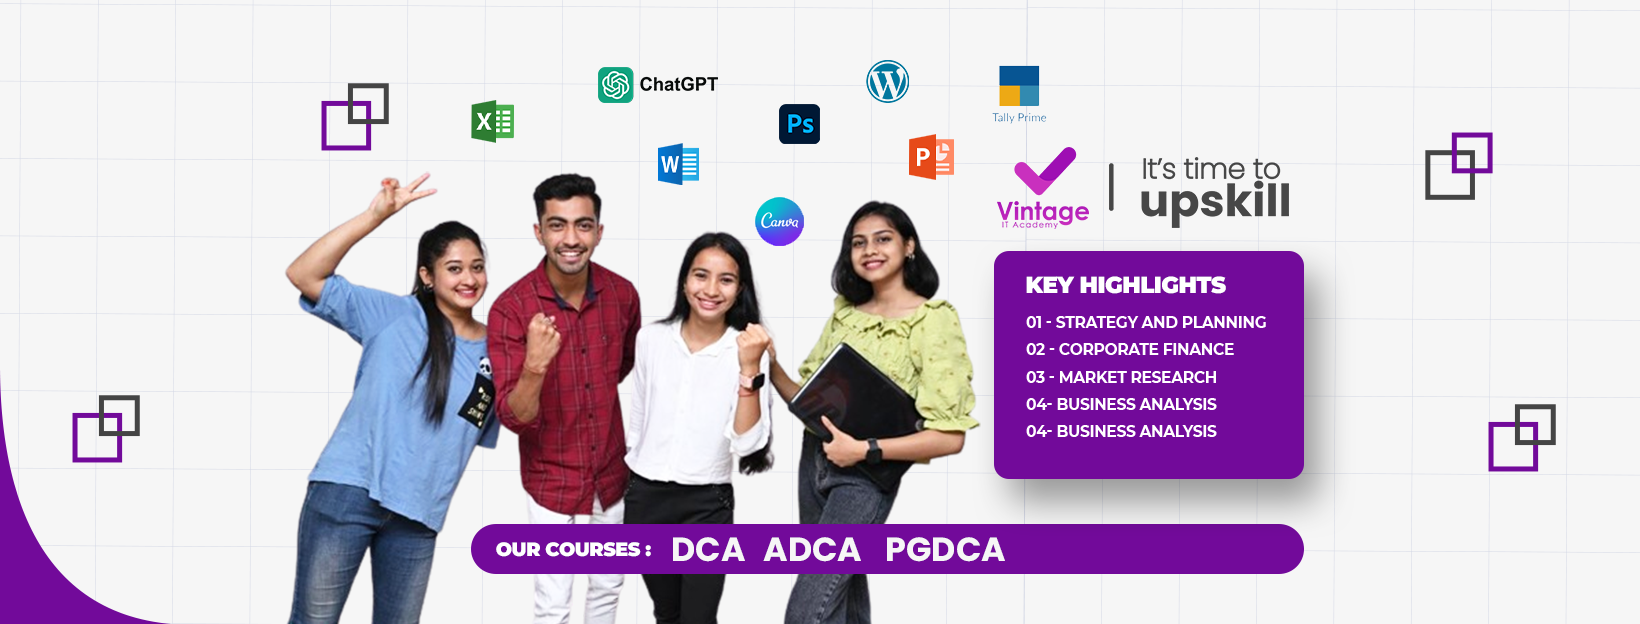 ChatGPT
X
W
Ps
W
P
Tally Prime
Canva
Vintage
IT Academy
It's time to
upskill
KEY HIGHLIGHTS
01 - STRATEGY AND PLANNING
02 - CORPORATE FINANCE
03 - MARKET RESEARCH
04- BUSINESS ANALYSIS
04- BUSINESS ANALYSIS
OUR COURSES : DCA ADCA PGDCA